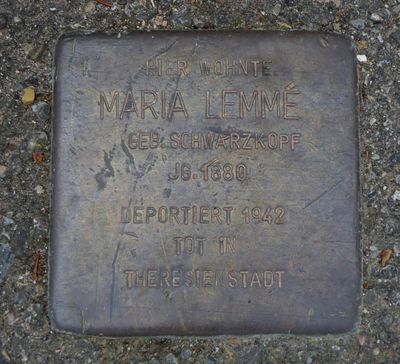 HIER WOHNTE
MARIA LEMMÉ
GEB. SCHWARZKOPF
JG. 1880
DEPORTIERT 1942
TOT IN
THERESIENSTADT